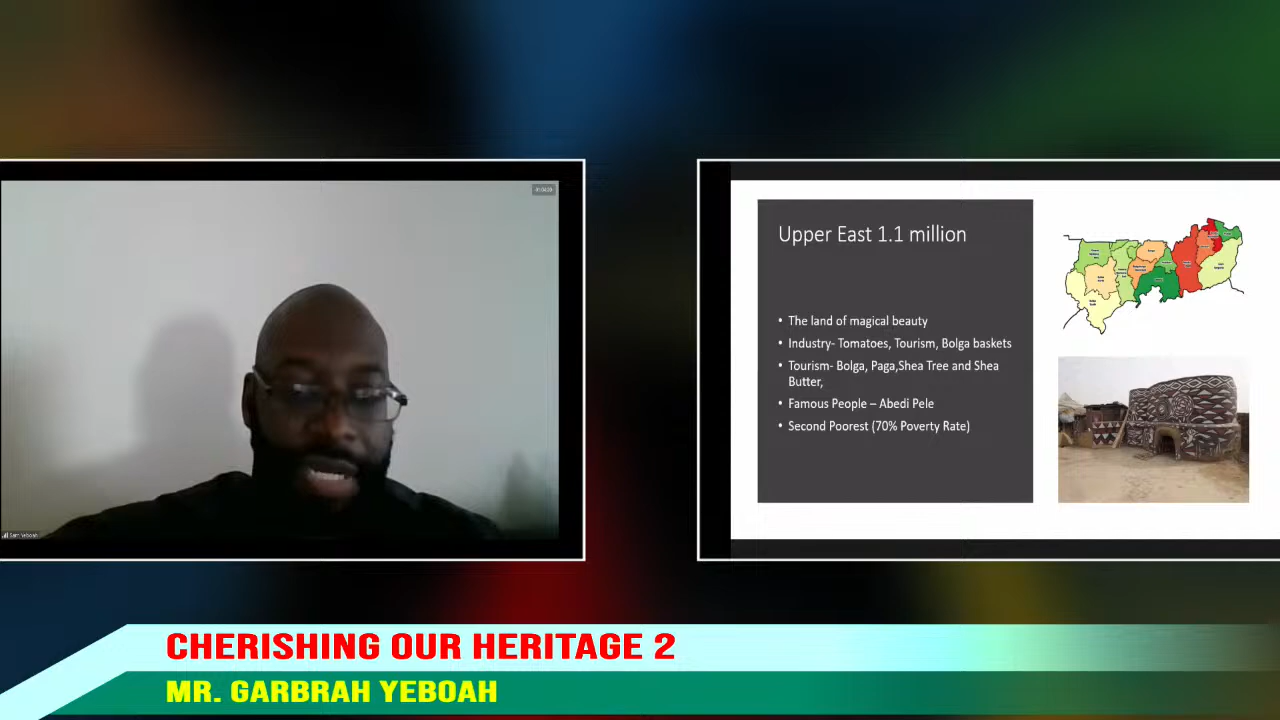 Upper East 1.1 million
• The land of magical beauty
• Industry- Tomatoes, Tourism, Bolga baskets
• Tourism- Bolga, Paga,Shea Tree and Shea
Butter,
• Famous People – Abedi Pele
• Second Poorest (70% Poverty Rate)
Sam Yeboah
CHERISHING OUR HERITAGE 2
MR. GARBRAH YEBOAH